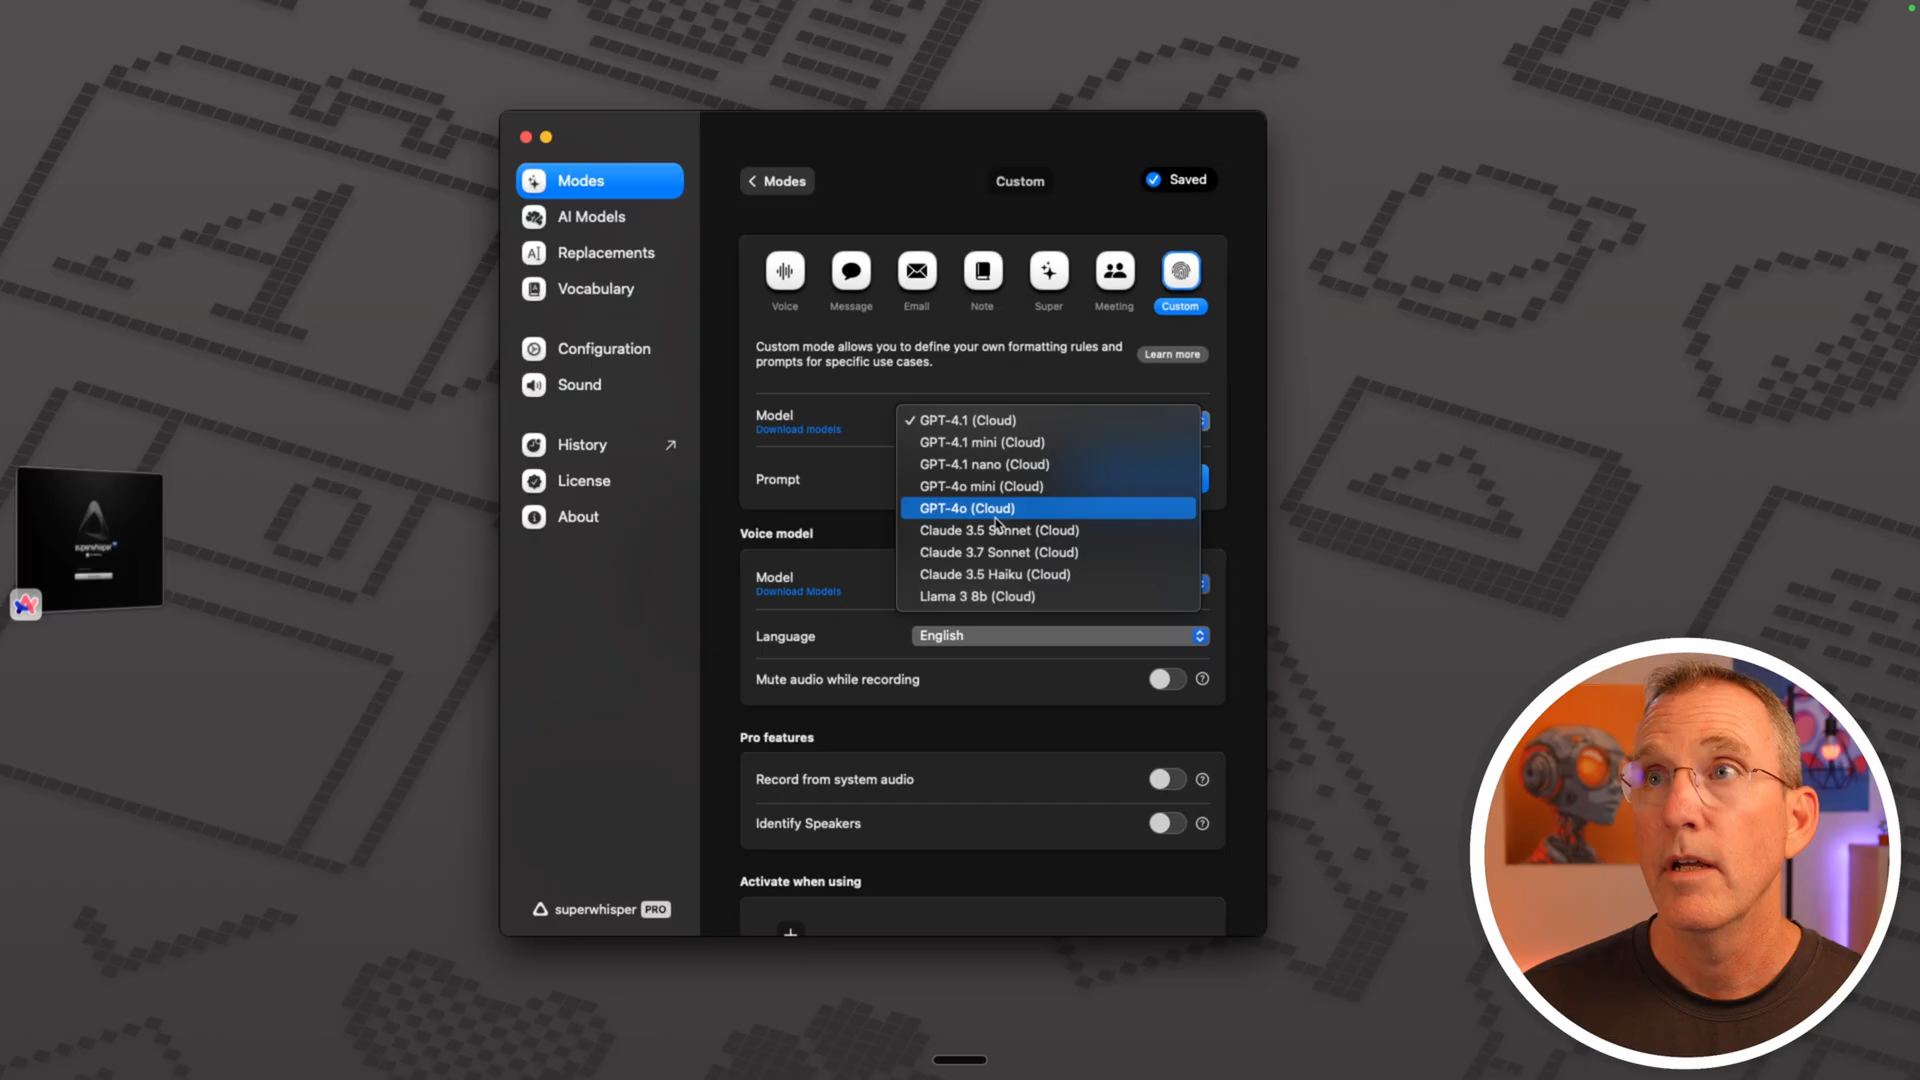 Modes
AI Models
Replacements
Vocabulary
Configuration
Sound
History
License
About
superwhisper PRO
Modes
Custom
Saved
Voice
Message
Email
Note
Super
Meeting
Custom
Custom mode allows you to define your own formatting rules and
prompts for specific use cases.
Learn more
Model
Download models
GPT-4.1 (Cloud)
GPT-4.1 mini (Cloud)
GPT-4.1 nano (Cloud)
GPT-4o mini (Cloud)
GPT-4o (Cloud)
Claude 3.5 Sonnet (Cloud)
Claude 3.7 Sonnet (Cloud)
Claude 3.5 Haiku (Cloud)
Llama 3 8b (Cloud)
Prompt
Voice model
Model
Download Models
Language
English
Mute audio while recording
Pro features
Record from system audio
Identify Speakers
Activate when using
superwhisper